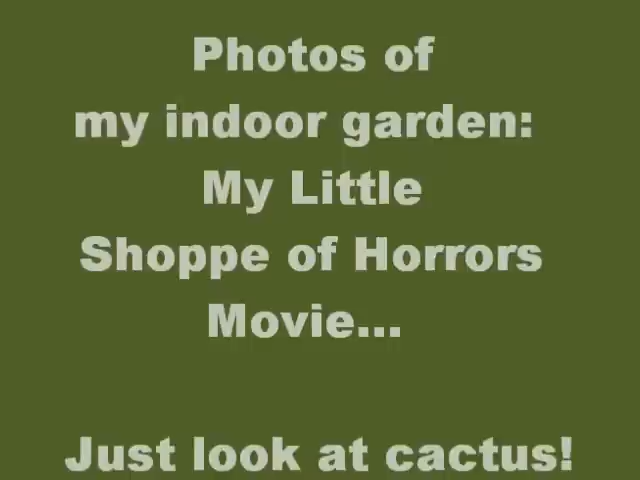 Photos of
my indoor garden:
My Little
Shoppe of Horrors
Movie...
Just look at cactus!